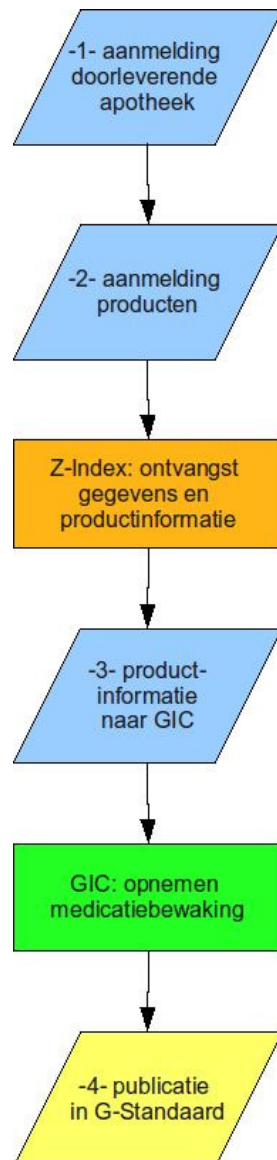 -1- aanmelding
doorleverende
apotheek
-2- aanmelding
producten
Z-Index: ontvangst
gegevens en
productinformatie
-3- product-
informatie
naar GIC
GIC: opnemen
medicatiebewaking
-4- publicatie
in G-Standaard